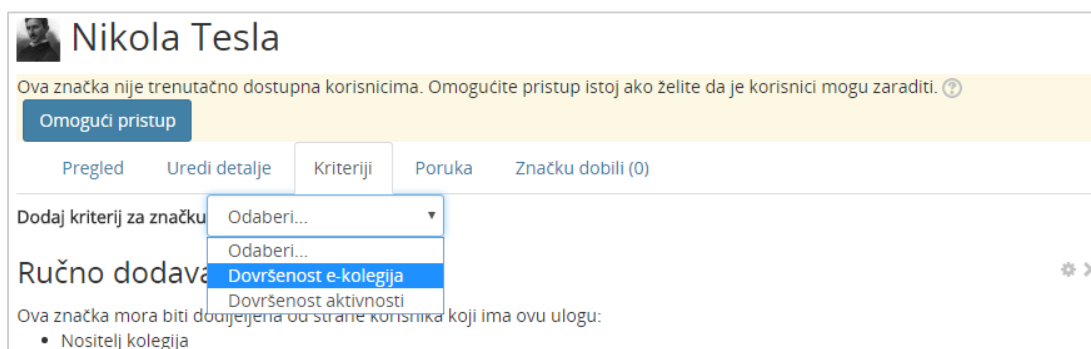 Nikola Tesla
Ova značka nije trenutačno dostupna korisnicima. Omogućite pristup istoj ako želite da je korisnici mogu zaraditi.
Omogući pristup
Pregled Uredi detalje Kriteriji Poruka Značku dobili (0)
Dodaj kriterij za značku Odaberi...
Odaberi...
Ručno Dovršenost e-kolegija
Dovršenost aktivnosti
Ova značka mora biti dodijeljena od strane korisnika koji ima ovu ulogu:
• Nositelj kolegija